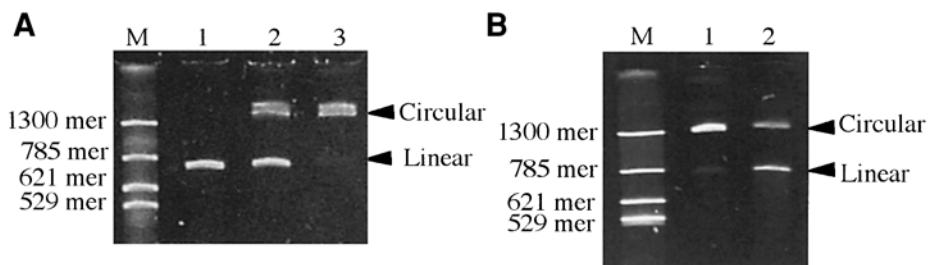 A
M 1 2 3
1300 mer
785 mer
621 mer
529 mer
Circular
Linear
B
M 1 2
1300 mer
785 mer
621 mer
529 mer
Circular
Linear